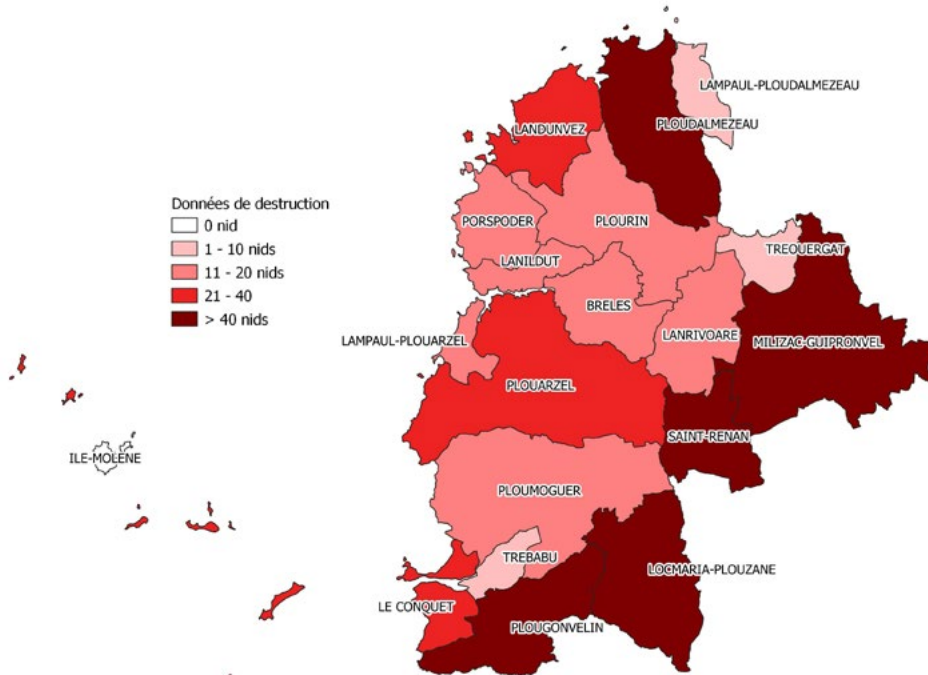 LAMPAUL-PLOUDALMEZEAU
PLOUDALMEZEAU
LANDUNVEZ
Données de destruction
0 nid
1 - 10 nids
11 - 20 nids
21 - 40
> 40 nids
PORSPODER
PLOURIN
TREOUERGAT
LANILDUT
BRELES
LANRIVOARE
LAMPAUL-PLOUARZEL
MILIZAC-GUIPRONVEL
PLOUARZEL
SAINT-RENAN
ILE-MOLENE
PLOUMOGUER
TREBABU
LOCMARIA-PLOUZANE
LE CONQUET
PLOUGONVELIN